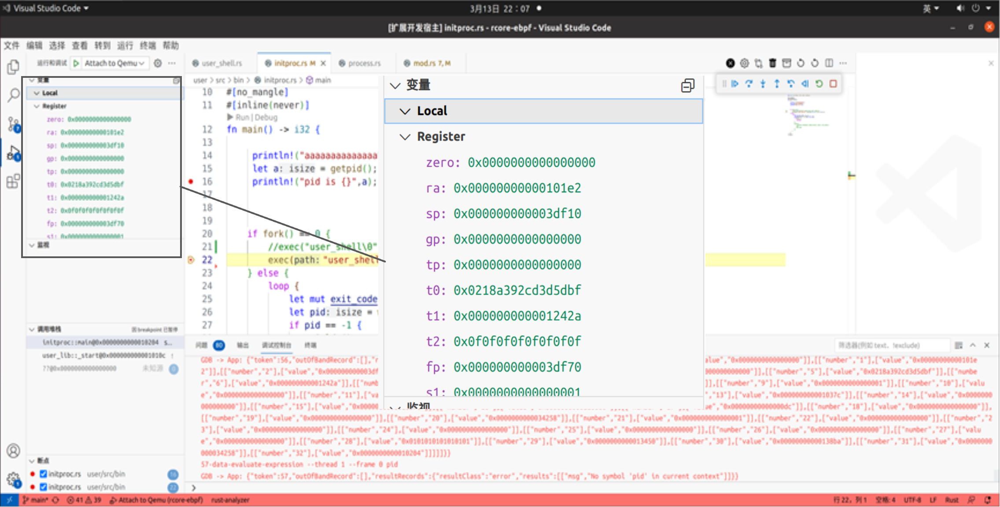 Visual Studio Code
3月13日 22：07
英
[扩展开发宿主] initproc.rs - rcore-ebpf - Visual Studio Code
文件 编辑 选择 查看 转到 运行 终端 帮助
运行和调试 Attach to Qemu
user_shell.rs initproc.rs M process.rs mod.rs 7, M
user > src > bin > initproc.rs > main
变量
Local
Register
zero: 0x0000000000000000
ra: 0x00000000000101e2
sp: 0x000000000003df10
gp: 0x0000000000000000
tp: 0x0000000000000000
t0: 0x0218a392cd3d5dbf
t1: 0x000000000001242a
t2: 0x0f0f0f0f0f0f0f0f
fp: 0x000000000003df70
s1: 0x0000000000000001
监视
10 #[no_mangle]
11 #[inline(never)]
Run | Debug
12 fn main() -> i32 {
13
14 println!("aaaaaaaaaaaaaa
15 let a: isize = getpid();
16 println!("pid is {}",a);
17
18
19
20 if fork() == 0 {
21 //exec("user_shell\0"
22 exec(path: "user_shell
23 } else {
24 loop {
25 let mut exit_code
26 let pid: isize =
27 if pid == -1 {
变量
Local
Register
zero: 0x0000000000000000
ra: 0x00000000000101e2
sp: 0x000000000003df10
gp: 0x0000000000000000
tp: 0x0000000000000000
t0: 0x0218a392cd3d5dbf
t1: 0x000000000001242a
t2: 0x0f0f0f0f0f0f0f0f
fp: 0x000000000003df70
s1: 0x0000000000000001
监视
调用堆栈 因 breakpoint 已暂停
initproc::main@0x0000000000010204 s...
user_lib::_start@0x000000000001010c
??@0x0000000000000000 未知源 0
断点
initproc.rs user/src/bin 16
initproc.rs user/src/bin 22
问题 80 输出 调试控制台 终端
筛选器(例如 text、!exclude)
GDB -> App: {"token":56,"outOfBandRecord":[],"r alue","0x0000000000000000"]],[["number","1"],["value","0x00000000000101e
2"]],[["number","2"],["value","0x000000000003df 000000000000"]],[["number","5"],["value","0x0218a392cd3d5dbf"]],[["numbe
r","6"],["value","0x000000000001242a"]],[["numb ]],[["number","9"],["value","0x0000000000000001"]],[["number","10"],["valu
e","0x0000000000000000"]],[["number","11"],["va "13"],["value","0x000000000001037c"]],[["number","14"],["value","0x0000000
000000000"]],[["number","15"],["value","0x00000 ue","0x00000000000000dc"]],[["number","18"],["value","0x0000000000000000"]],
[["number","19"],["value","0x0000000000000000"]],[["number","20"],["value","0x0000000000034258"]],[["number","21"],["value","0x0000000000000001"]],[["number","22"],["value","0x0000000000000000"]],[["number","2
3"],["value","0x0000000000000000"]],[["number","24"],["value","0x0000000000000000"]],[["number","25"],["value","0x0000000000000000"]],[["number","26"],["value","0x0000000000000000"]],[["number","27"],["valu
e","0x0000000000000000"]],[["number","28"],["value","0x0101010101010101"]],[["number","29"],["value","0x0000000000013450"]],[["number","30"],["value","0x00000000000138ba"]],[["number","31"],["value","0x0000000
000034258"]],[["number","32"],["value","0x0000000000010204"]]]]]}}
57-data-evaluate-expression --thread 1 --frame 0 pid
GDB -> App: {"token":57,"outOfBandRecord":[],"resultRecords":{"resultClass":"error","results":[["msg","No symbol 'pid' in current context"]]}}
main* 41 39 Attach to Qemu (rcore-ebpf) rust-analyzer
行 22，列 1 空格: 4 UTF-8 LF Rust